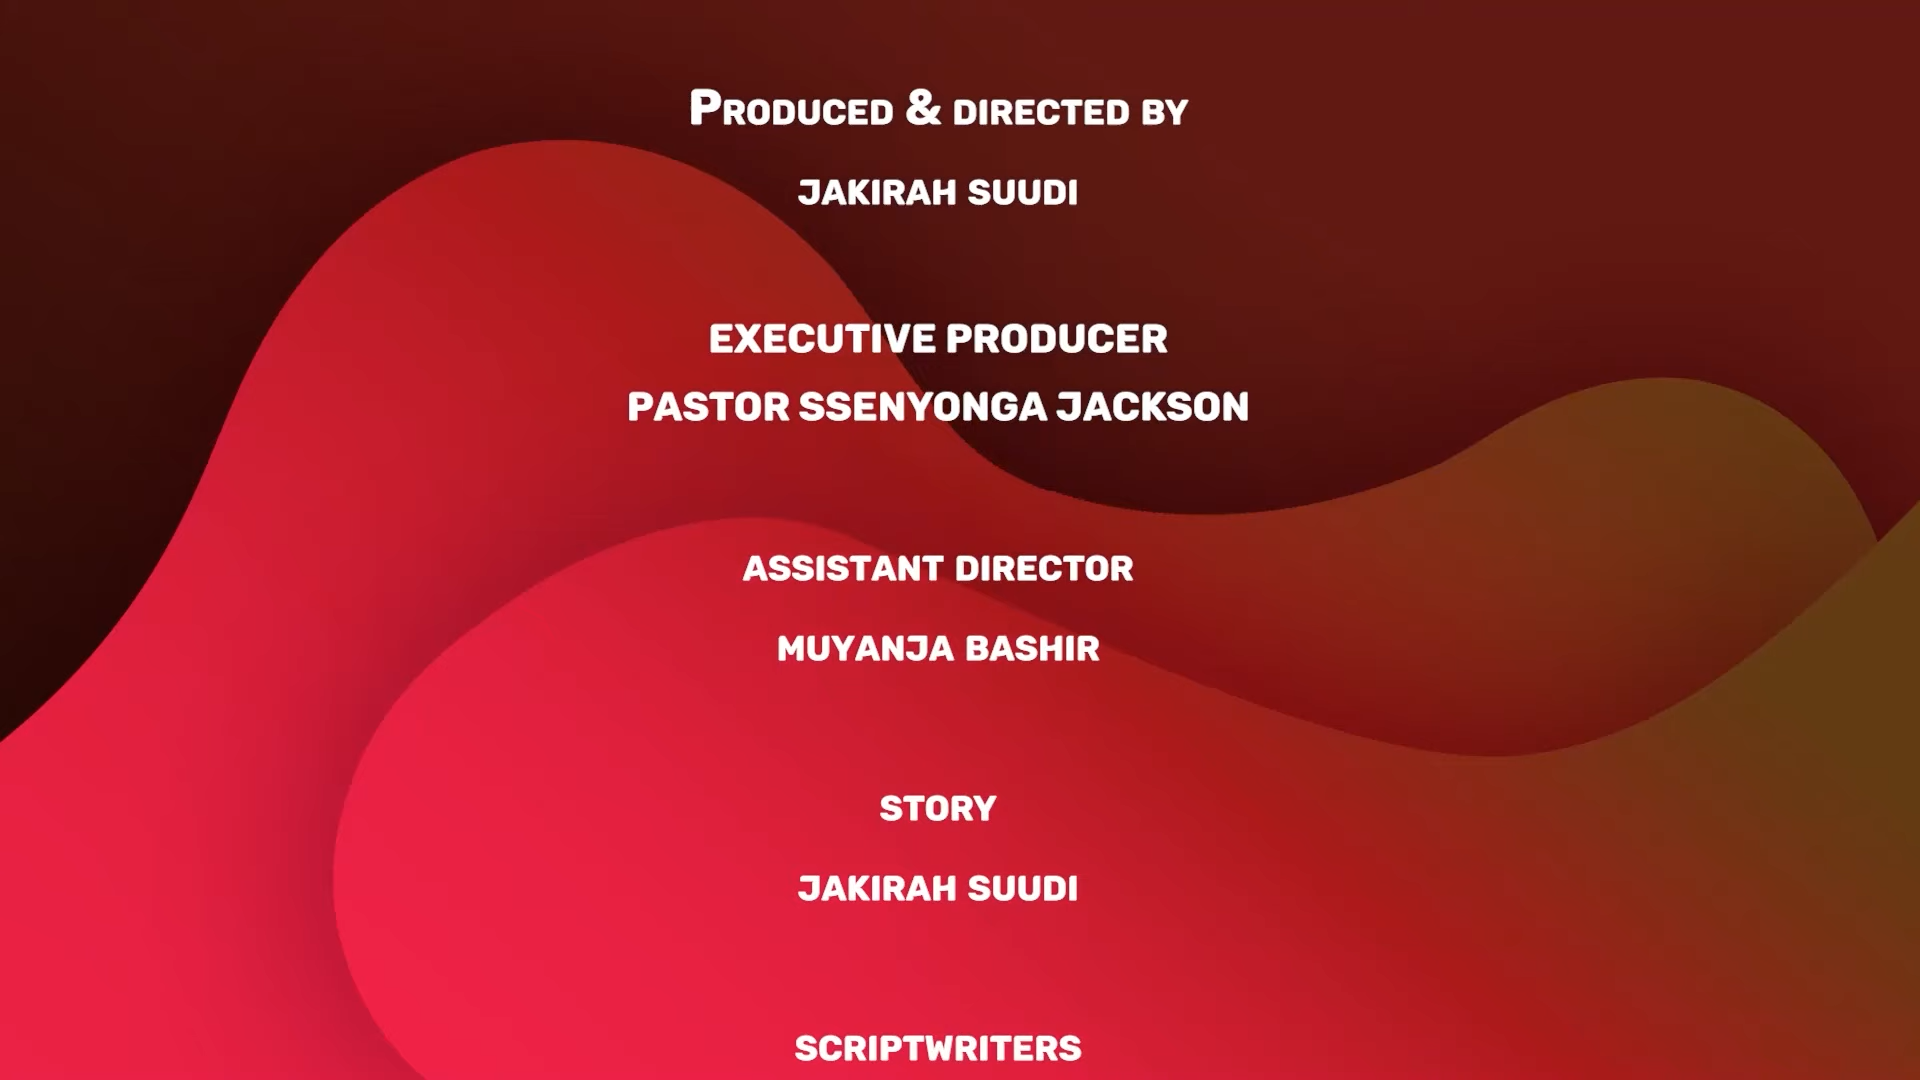 Produced & directed by
JAKIRAH SUUDI
EXECUTIVE PRODUCER
PASTOR SSENYONGA JACKSON
ASSISTANT DIRECTOR
MUYANJA BASHIR
STORY
JAKIRAH SUUDI
SCRIPTWRITERS